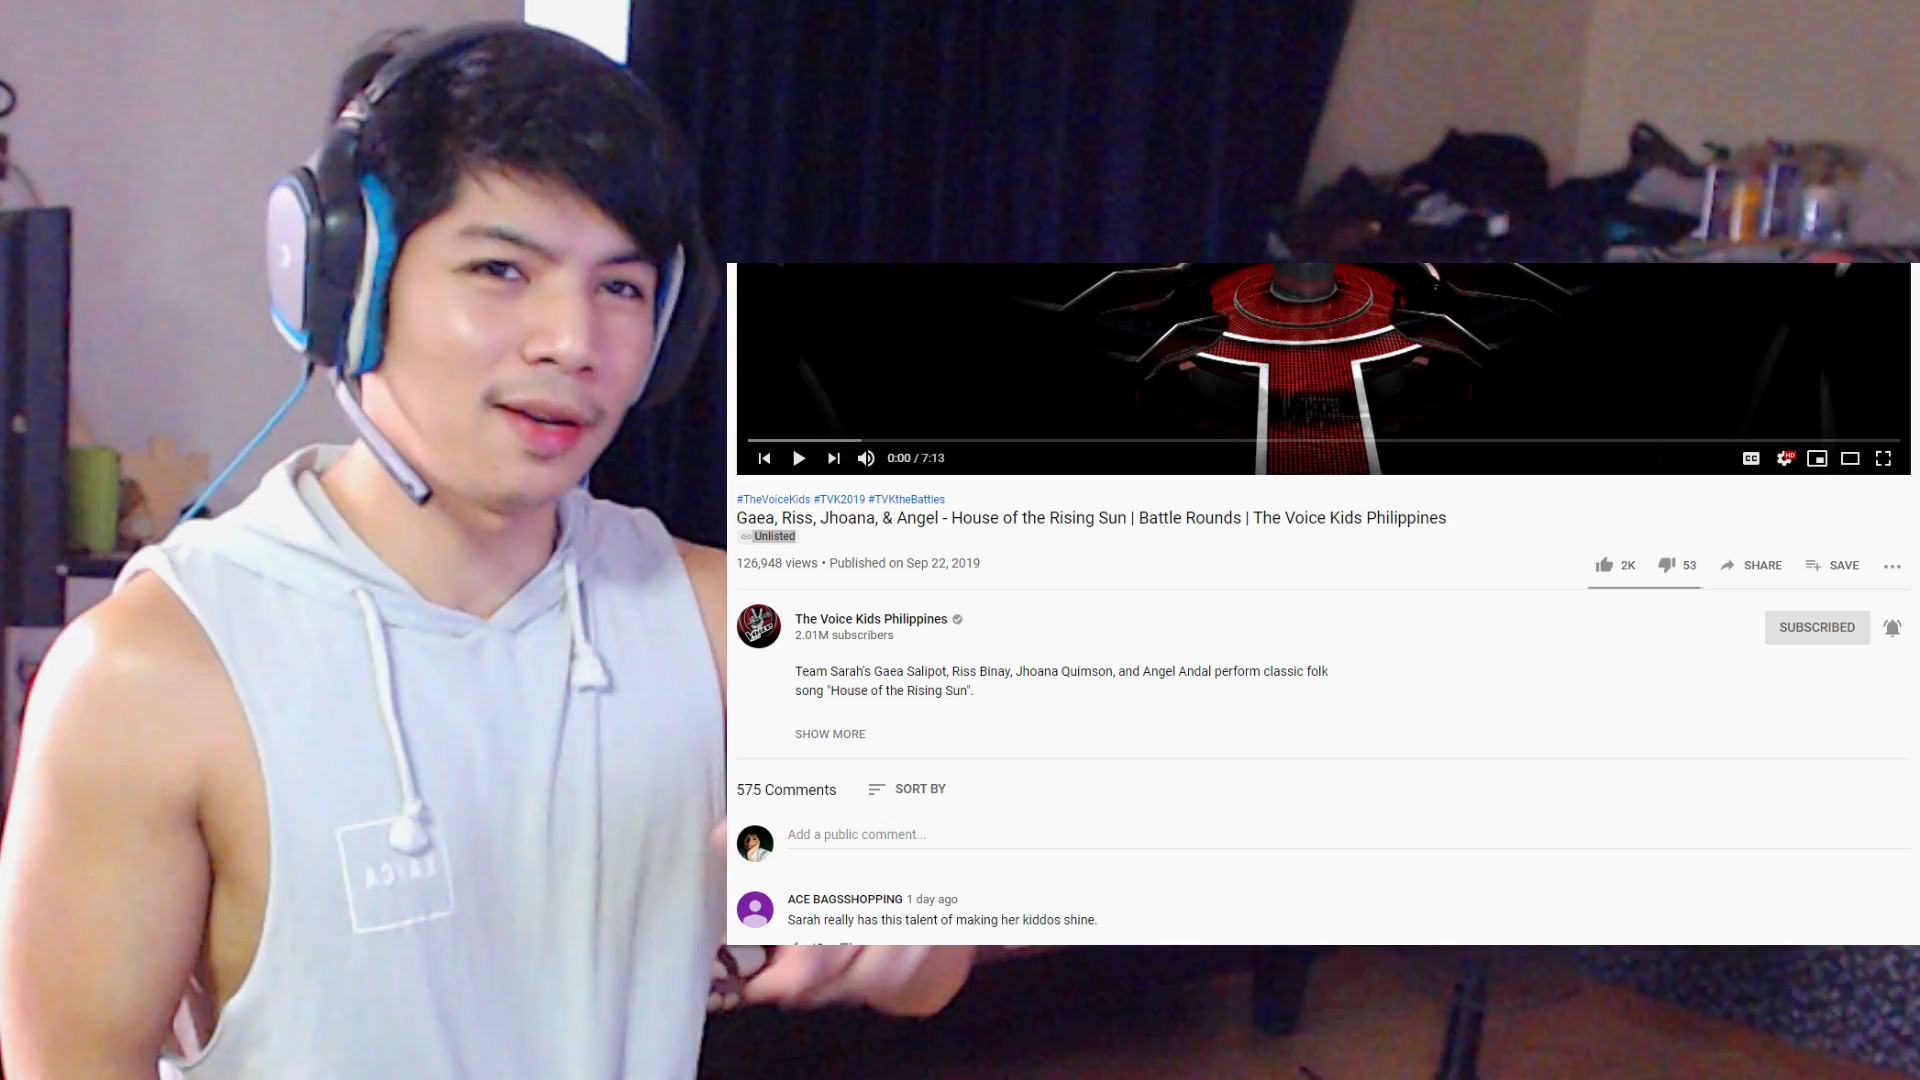 0:00 / 7:13
CC
HD
#TheVoiceKids #TVK2019 #TVKtheBattles
Gaea, Riss, Jhoana, & Angel - House of the Rising Sun | Battle Rounds | The Voice Kids Philippines
Unlisted
126,948 views • Published on Sep 22, 2019
2K 53 SHARE SAVE
The Voice Kids Philippines
2.01M subscribers
SUBSCRIBED
Team Sarah's Gaea Salipot, Riss Binay, Jhoana Quimson, and Angel Andal perform classic folk
song "House of the Rising Sun".
SHOW MORE
575 Comments SORT BY
Add a public comment...
ACE BAGSSHOPPING 1 day ago
Sarah really has this talent of making her kiddos shine.